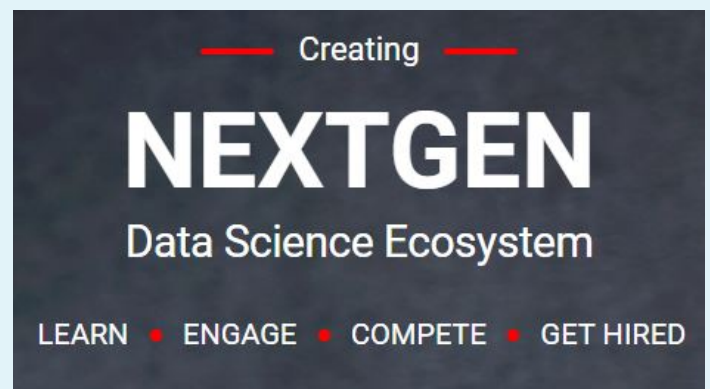 Creating
NEXTGEN
Data Science Ecosystem
LEARN • ENGAGE • COMPETE • GET HIRED